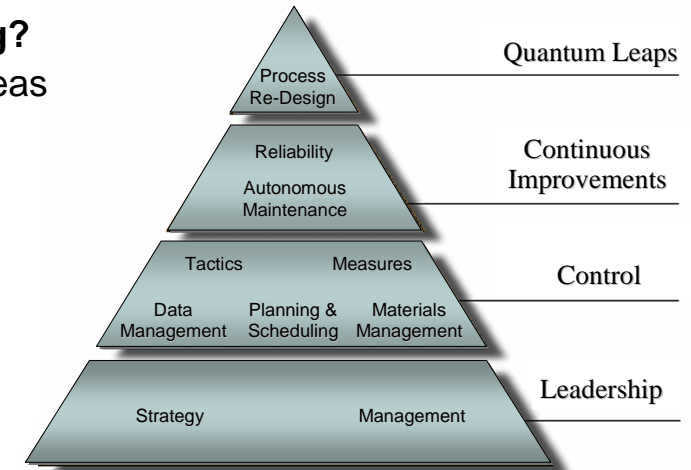 g?
eas
Process
Re-Design
Quantum Leaps
Reliability
Autonomous
Maintenance
Continuous
Improvements
Tactics Measures
Data
Management
Planning &
Scheduling
Materials
Management
Control
Strategy Management
Leadership